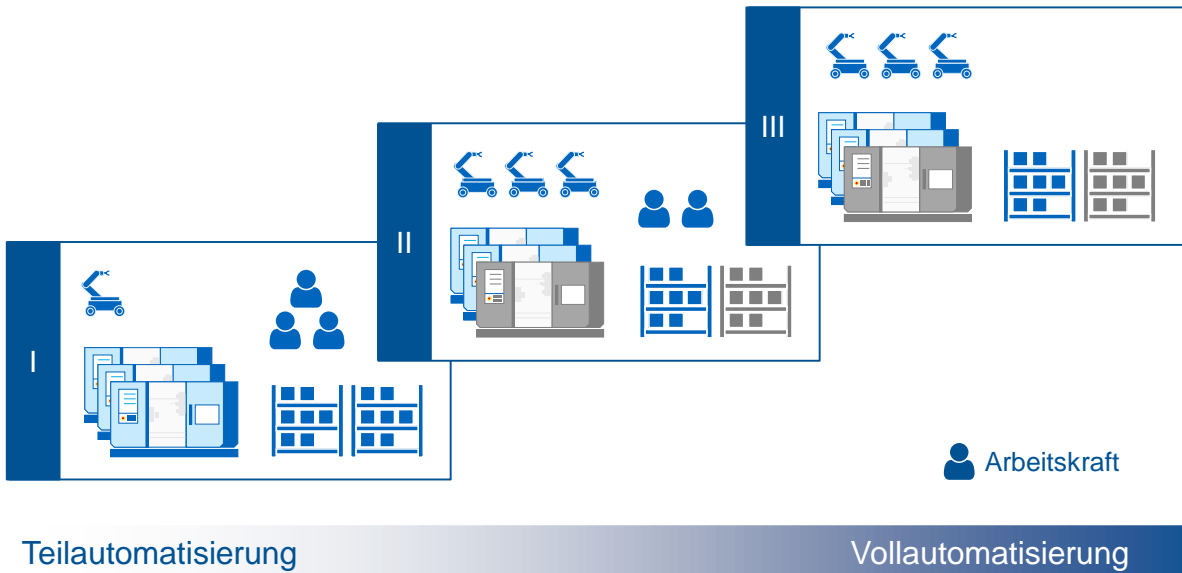 III
II
I
Arbeitskraft
Teilautomatisierung
Vollautomatisierung